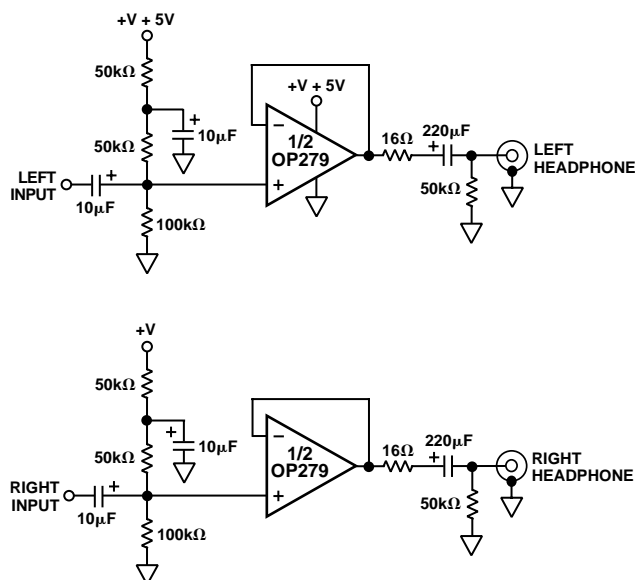 +V + 5V
50kΩ
50kΩ
+
10µF
LEFT
INPUT
+
10µF
100kΩ
+V + 5V
−
1/2
OP279
+
16Ω
220µF
+
50kΩ
LEFT
HEADPHONE
+V
50kΩ
50kΩ
+
10µF
RIGHT
INPUT
+
10µF
100kΩ
−
1/2
OP279
+
16Ω
220µF
+
50kΩ
RIGHT
HEADPHONE